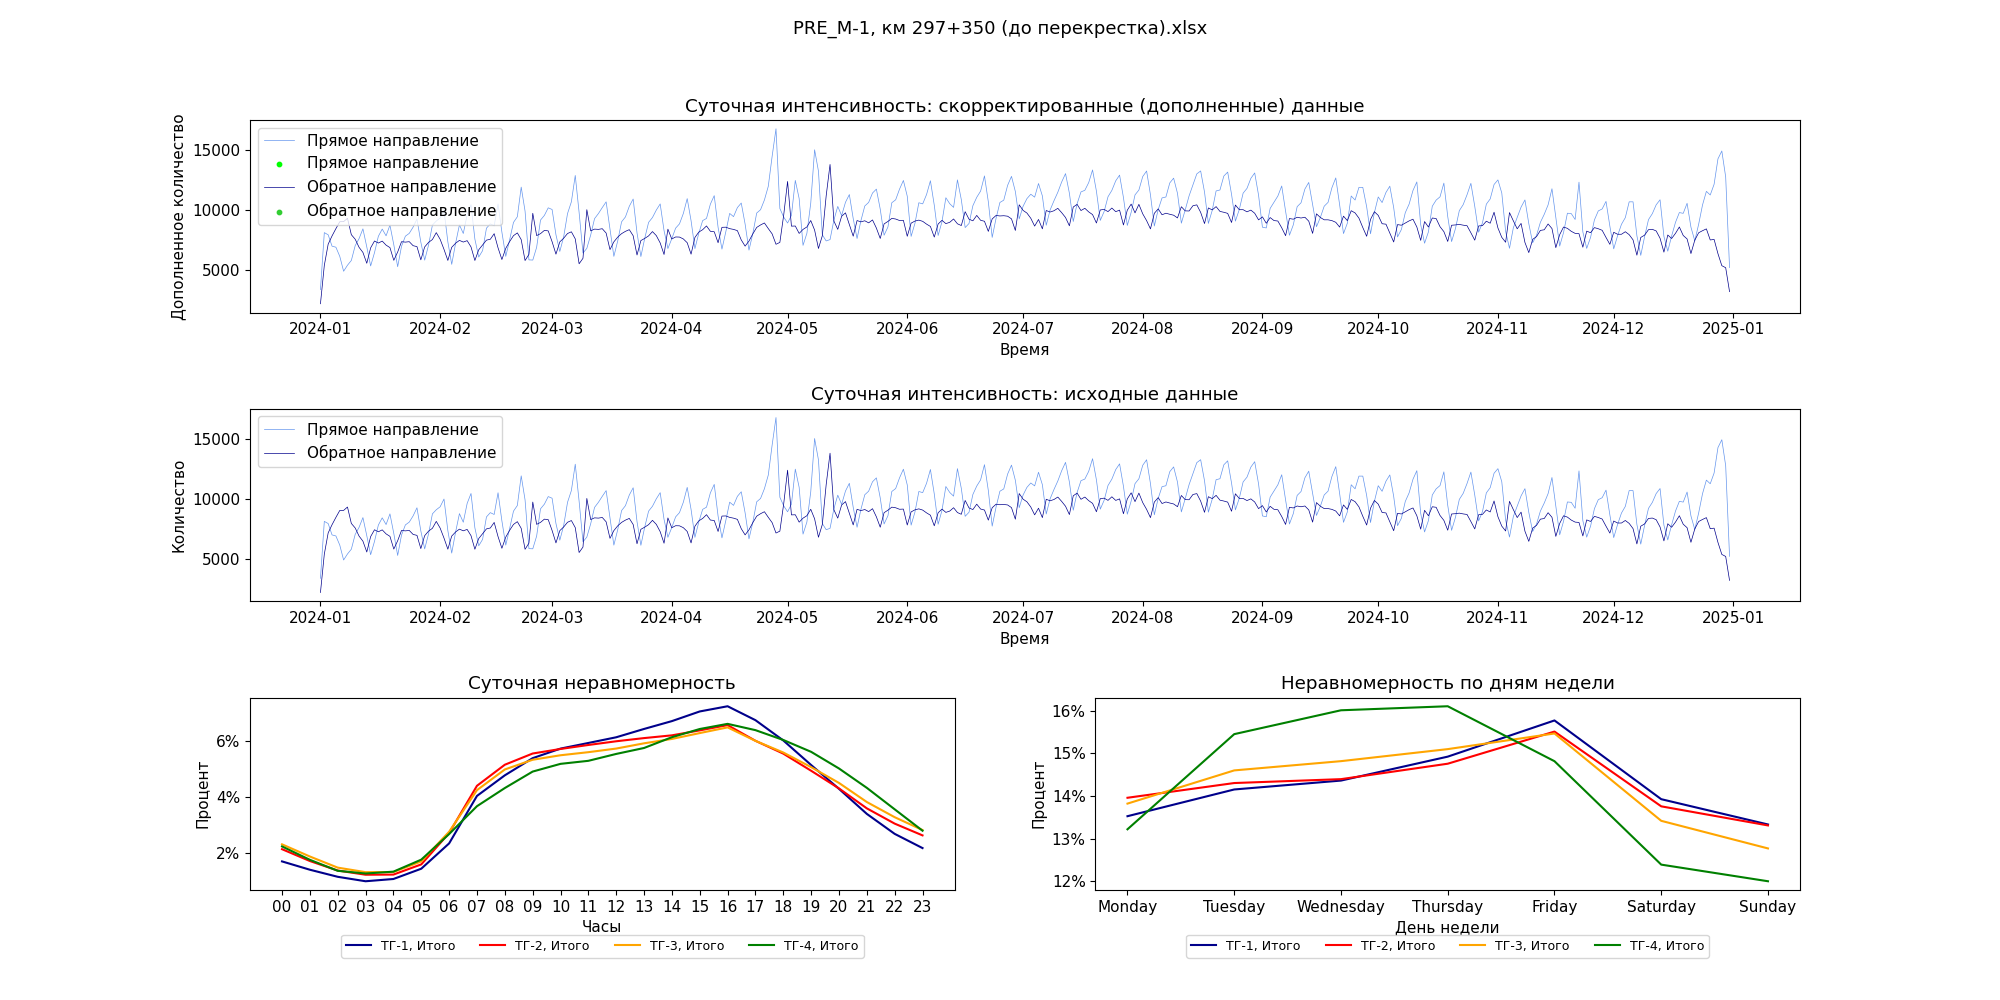 PRE_M-1, км 297+350 (до перекрестка).xlsx
Суточная интенсивность: скорректированные (дополненные) данные
Дополненное количество
15000
10000
5000
Прямое направление
Прямое направление
Обратное направление
Обратное направление
2024-01 2024-02 2024-03 2024-04 2024-05 2024-06 2024-07 2024-08 2024-09 2024-10 2024-11 2024-12 2025-01
Время
Суточная интенсивность: исходные данные
Количество
15000
10000
5000
Прямое направление
Обратное направление
2024-01 2024-02 2024-03 2024-04 2024-05 2024-06 2024-07 2024-08 2024-09 2024-10 2024-11 2024-12 2025-01
Время
Суточная неравномерность
Процент
6%
4%
2%
00 01 02 03 04 05 06 07 08 09 10 11 12 13 14 15 16 17 18 19 20 21 22 23
Часы
ТГ-1, Итого ТГ-2, Итого ТГ-3, Итого ТГ-4, Итого
Неравномерность по дням недели
Процент
16%
15%
14%
13%
12%
Monday Tuesday Wednesday Thursday Friday Saturday Sunday
День недели
ТГ-1, Итого ТГ-2, Итого ТГ-3, Итого ТГ-4, Итого